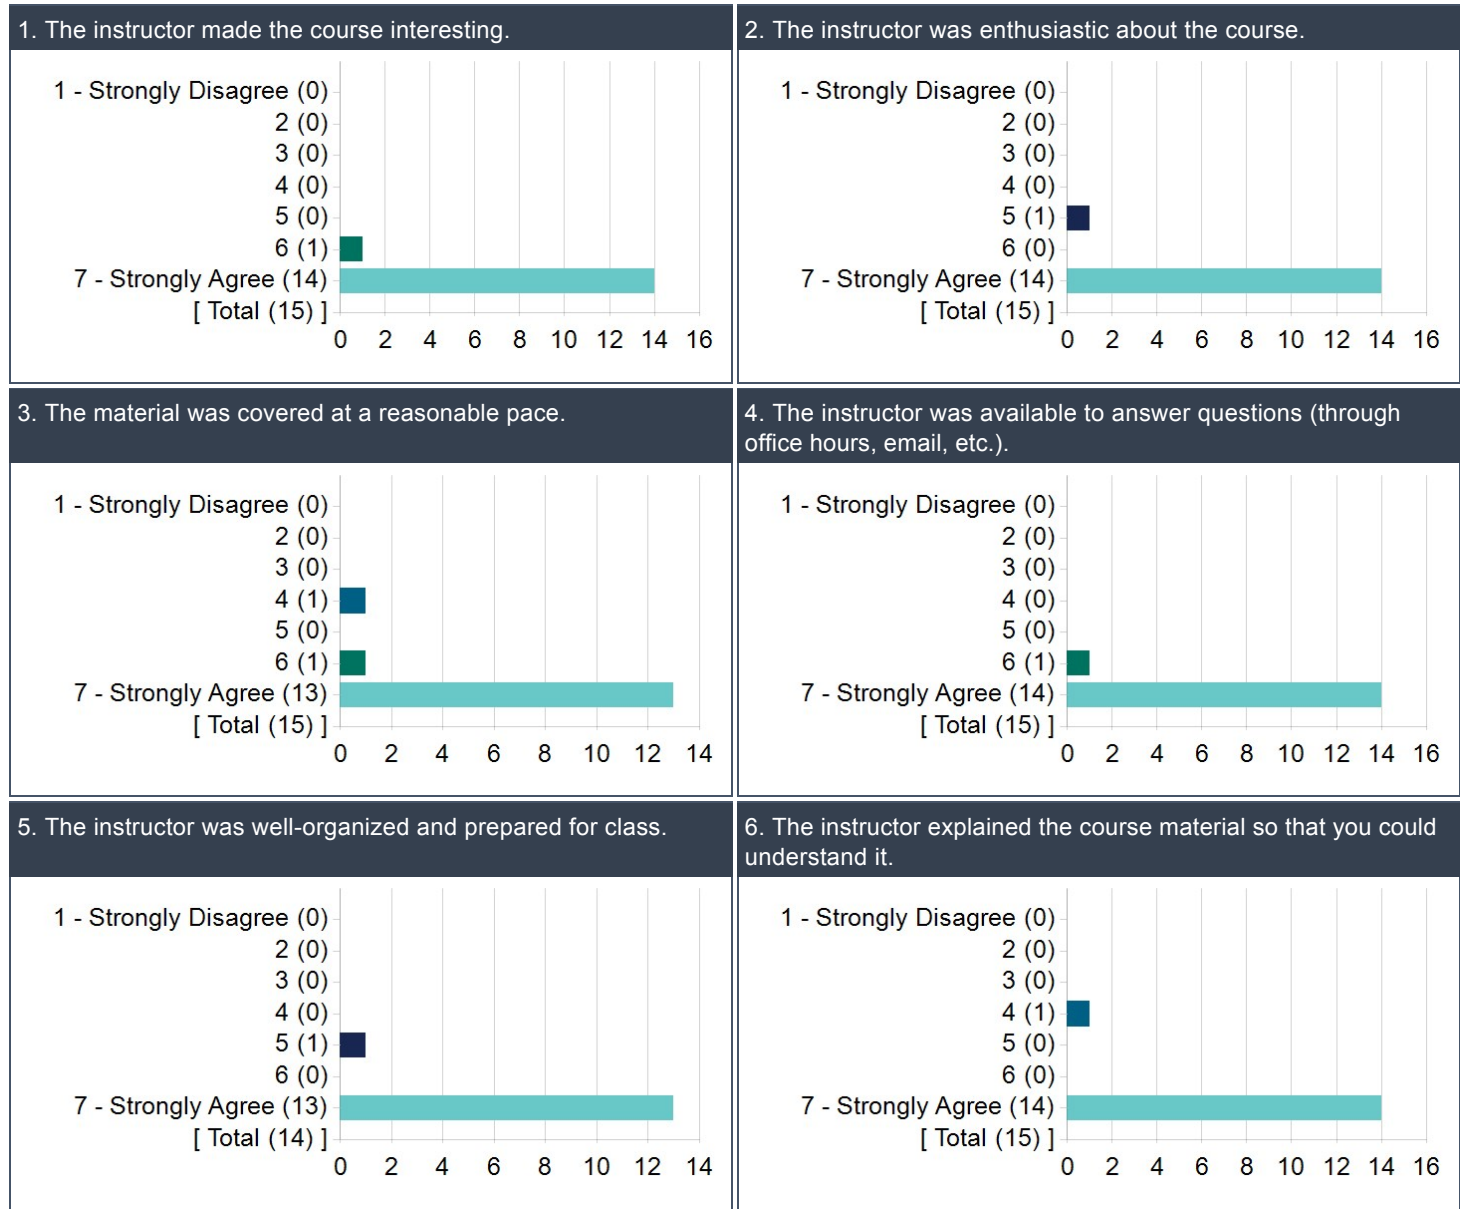 1. The instructor made the course interesting.
1 - Strongly Disagree (0)
2 (0)
3 (0)
4 (0)
5 (0)
6 (1)
7 - Strongly Agree (14)
[ Total (15) ]
0 2 4 6 8 10 12 14 16
2. The instructor was enthusiastic about the course.
1 - Strongly Disagree (0)
2 (0)
3 (0)
4 (0)
5 (1)
6 (0)
7 - Strongly Agree (14)
[ Total (15) ]
0 2 4 6 8 10 12 14 16
3. The material was covered at a reasonable pace.
1 - Strongly Disagree (0)
2 (0)
3 (0)
4 (1)
5 (0)
6 (1)
7 - Strongly Agree (13)
[ Total (15) ]
0 2 4 6 8 10 12 14
4. The instructor was available to answer questions (through
office hours, email, etc.).
1 - Strongly Disagree (0)
2 (0)
3 (0)
4 (0)
5 (0)
6 (1)
7 - Strongly Agree (14)
[ Total (15) ]
0 2 4 6 8 10 12 14 16
5. The instructor was well-organized and prepared for class.
1 - Strongly Disagree (0)
2 (0)
3 (0)
4 (0)
5 (1)
6 (0)
7 - Strongly Agree (13)
[ Total (14) ]
0 2 4 6 8 10 12 14
6. The instructor explained the course material so that you could
understand it.
1 - Strongly Disagree (0)
2 (0)
3 (0)
4 (1)
5 (0)
6 (0)
7 - Strongly Agree (14)
[ Total (15) ]
0 2 4 6 8 10 12 14 16